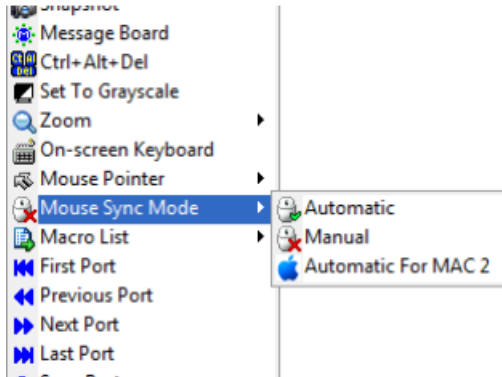 Snapshot
Message Board
Ctrl+Alt+Del
Set To Grayscale
Zoom
On-screen Keyboard
Mouse Pointer
Mouse Sync Mode
Automatic
Macro List
Manual
First Port
Automatic For MAC 2
Previous Port
Next Port
Last Port